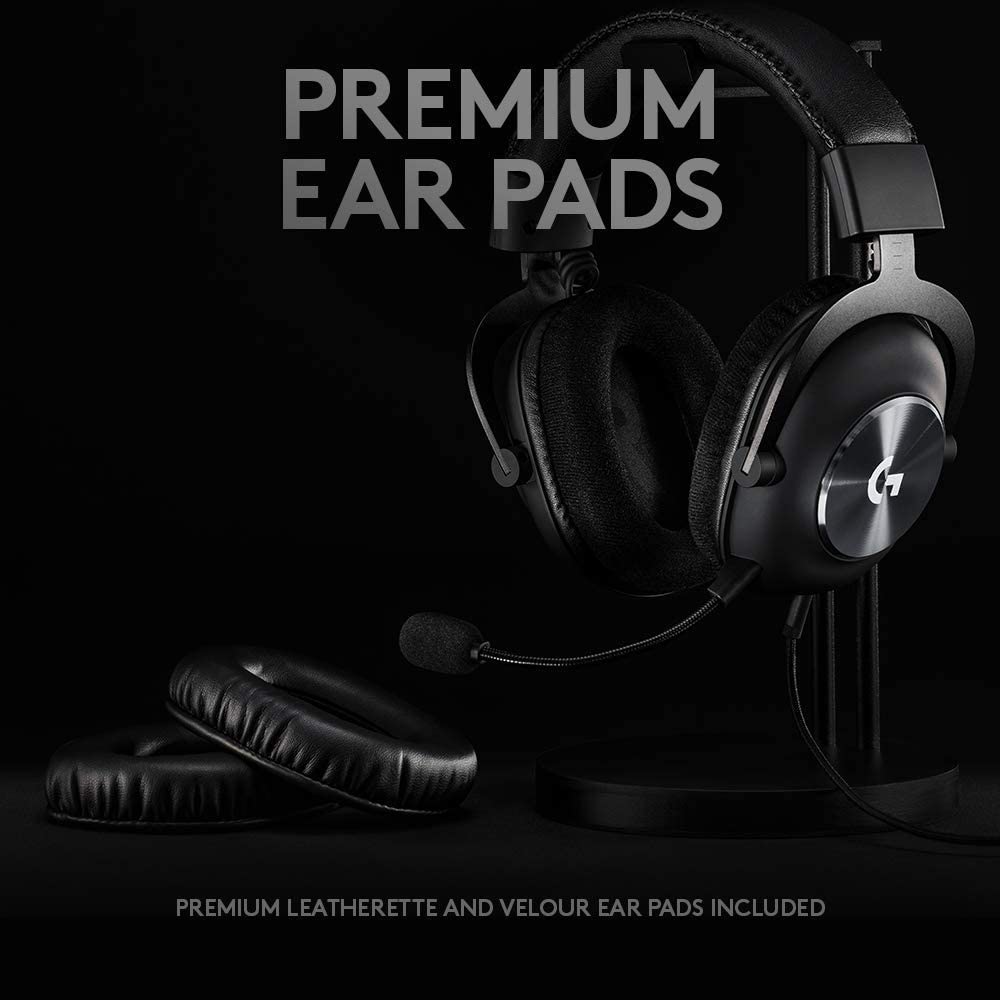 PREMIUM
EAR PADS
G
PREMIUM LEATHERETTE AND VELOUR EAR PADS INCLUDED